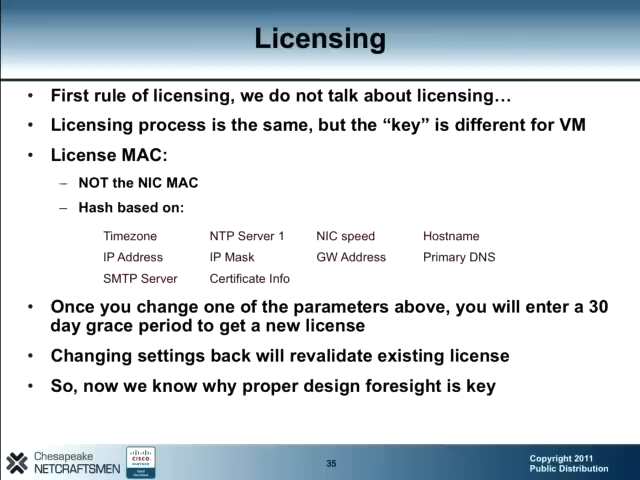 Licensing
• First rule of licensing, we do not talk about licensing…
• Licensing process is the same, but the “key” is different for VM
• License MAC:
– NOT the NIC MAC
– Hash based on:
Timezone NTP Server 1 NIC speed Hostname
IP Address IP Mask GW Address Primary DNS
SMTP Server Certificate Info
• Once you change one of the parameters above, you will enter a 30
day grace period to get a new license
• Changing settings back will revalidate existing license
• So, now we know why proper design foresight is key
Chesapeake
NETCRAFTSMEN
CISCO
PARTNER
35
Copyright 2011
Public Distribution